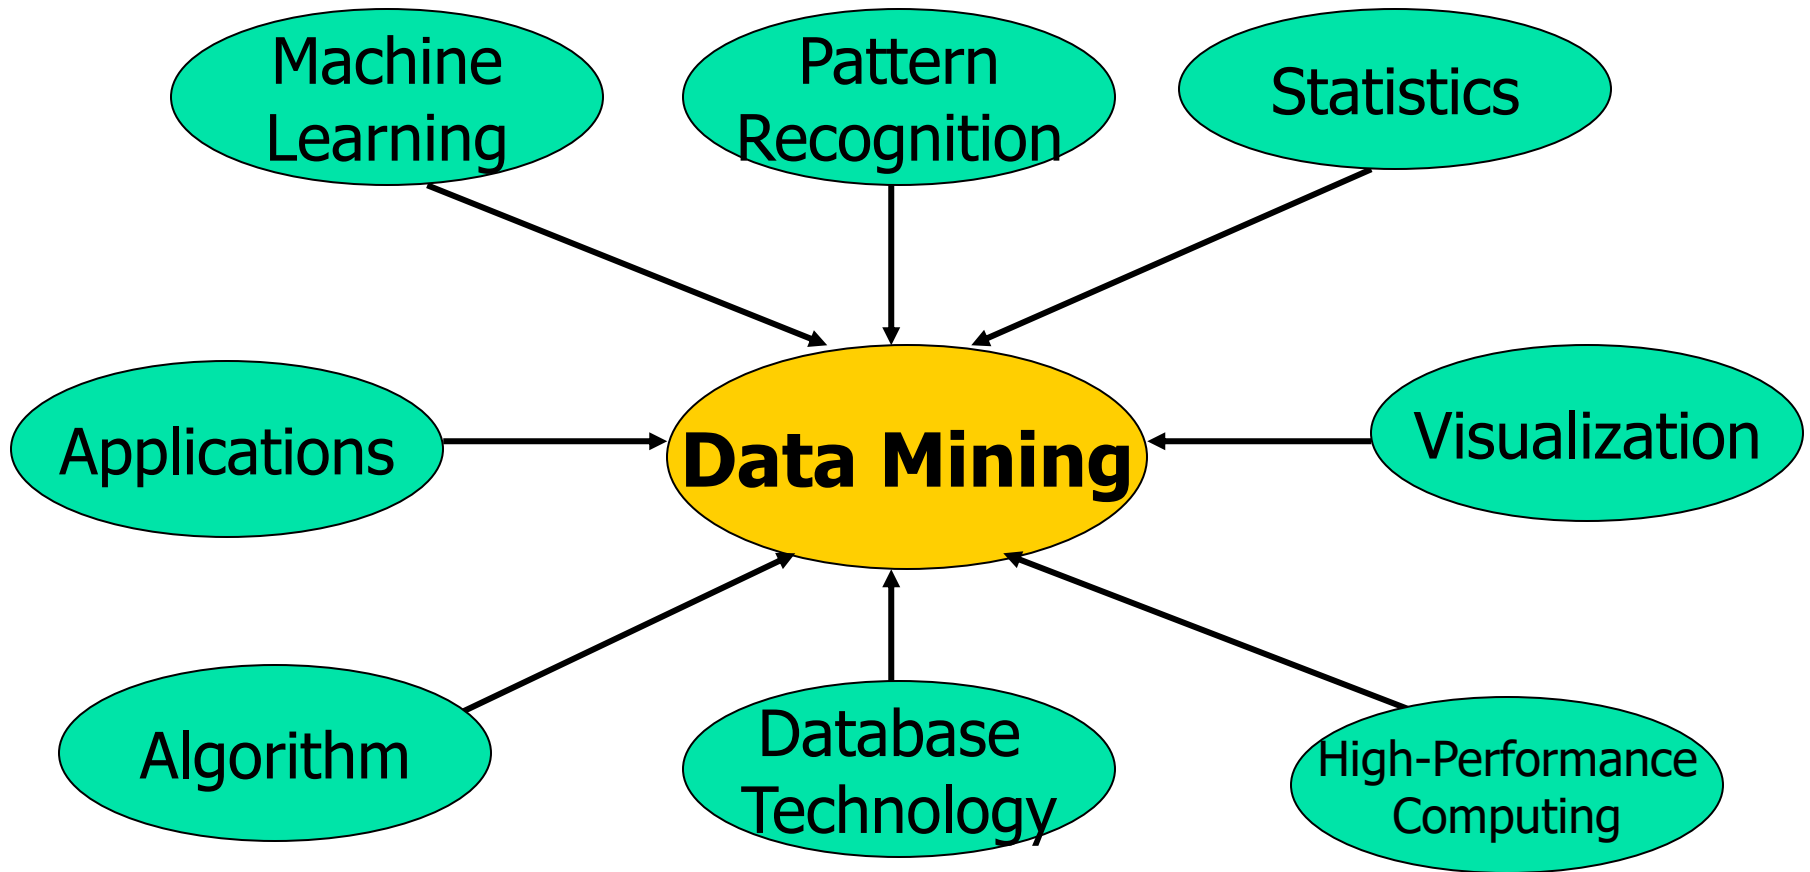 Machine
Learning
Pattern
Recognition
Statistics
Applications
Data Mining
Visualization
Algorithm
Database
Technology
High-Performance
Computing